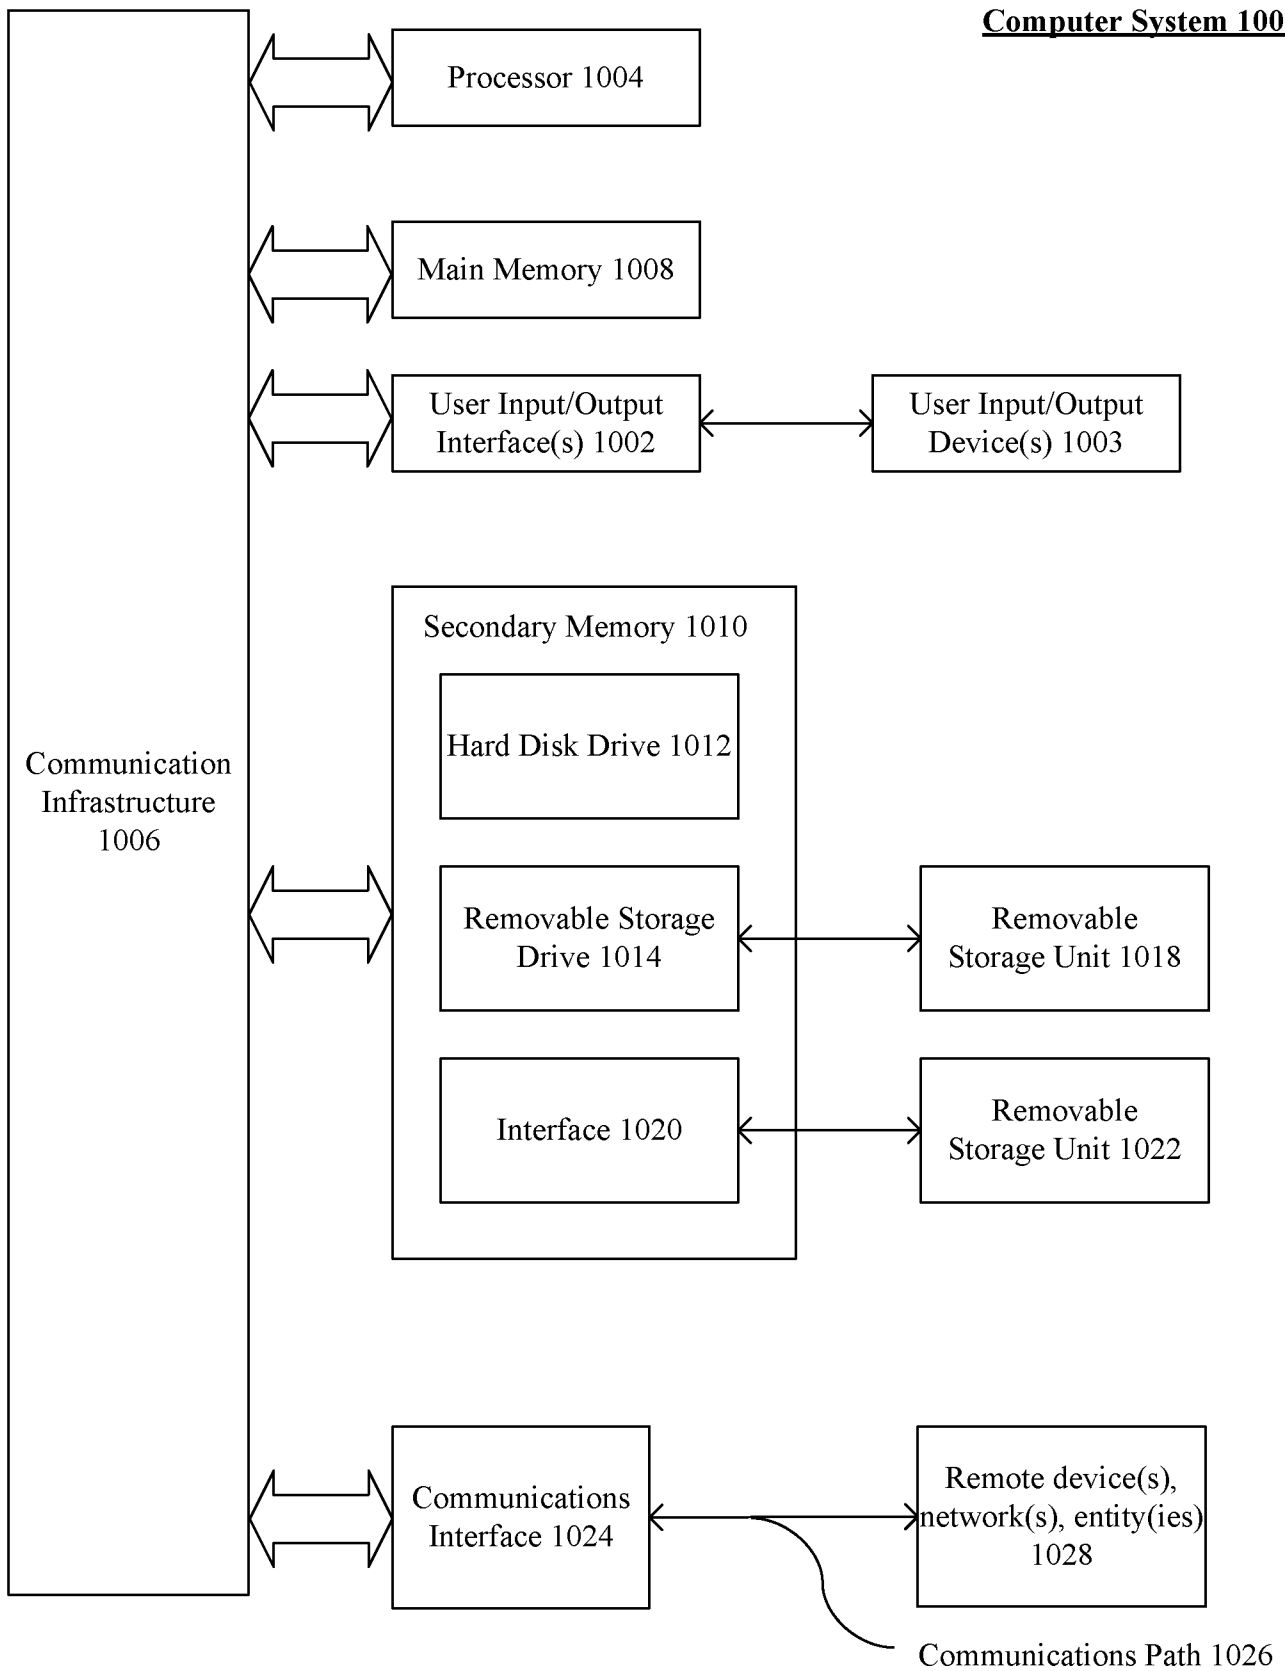 Computer System 100
Processor 1004
Main Memory 1008
User Input/Output
Interface(s) 1002
User Input/Output
Device(s) 1003
Secondary Memory 1010
Hard Disk Drive 1012
Communication
Infrastructure
1006
Removable Storage
Drive 1014
Removable
Storage Unit 1018
Interface 1020
Removable
Storage Unit 1022
Communications
Interface 1024
Remote device(s),
network(s), entity(ies)
1028
Communications Path 1026